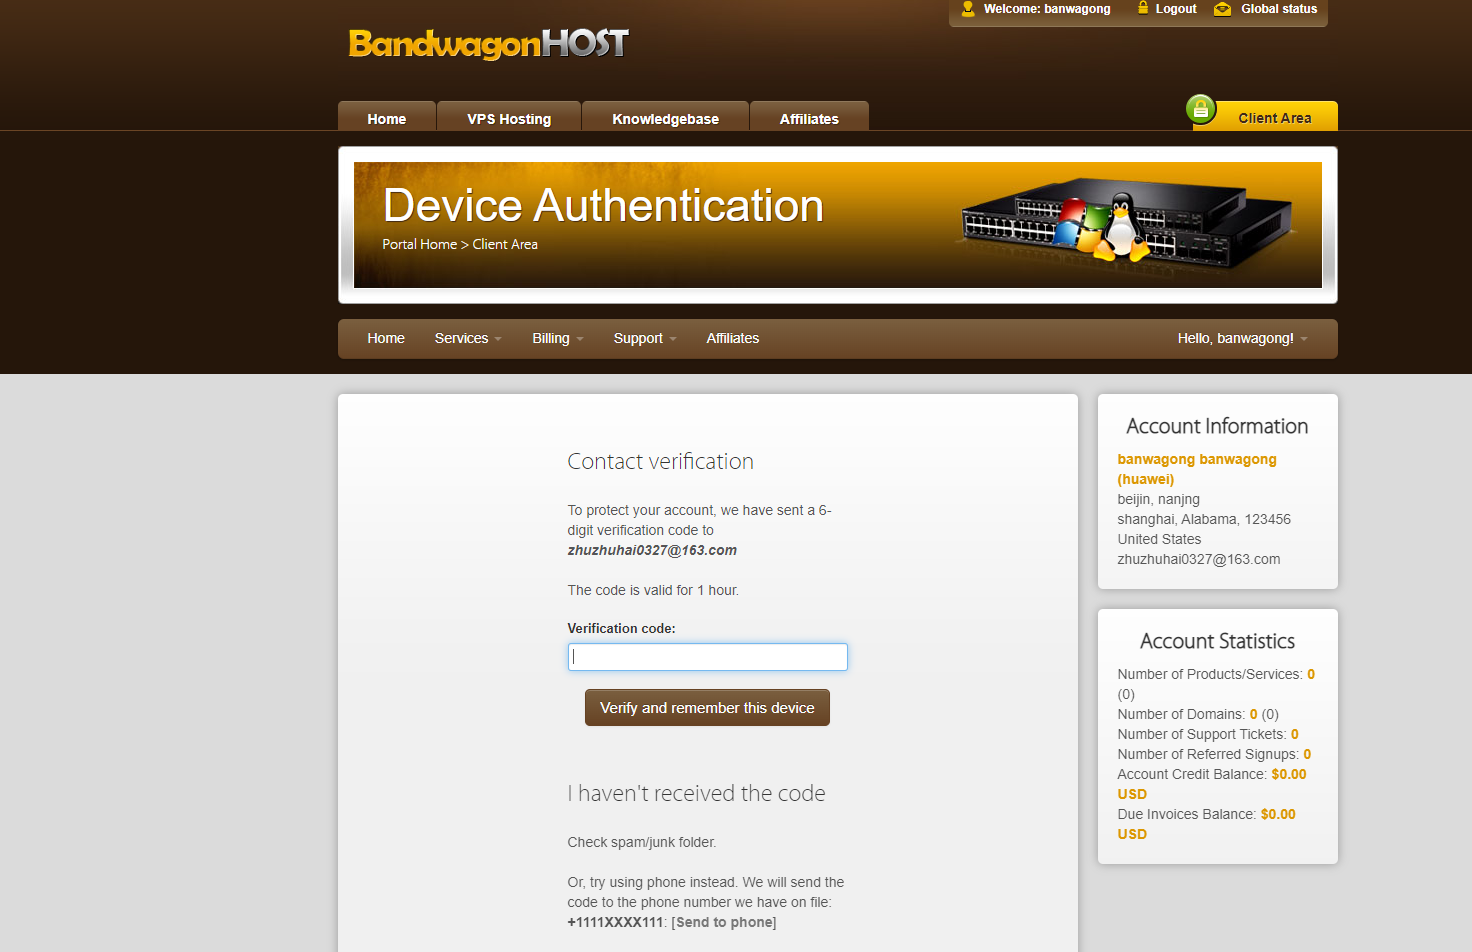 Welcome: banwagong Logout Global status
BandwagonHOST
Home VPS Hosting Knowledgebase Affiliates Client Area
Device Authentication
Portal Home > Client Area
Home Services Billing Support Affiliates Hello, banwagong!
Contact verification
To protect your account, we have sent a 6-
digit verification code to
zhuzhuhai0327@163.com
The code is valid for 1 hour.
Verification code:
Verify and remember this device
I haven't received the code
Check spam/junk folder.
Or, try using phone instead. We will send the
code to the phone number we have on file:
+1111XXXX111: [Send to phone]
Account Information
banwagong banwagong
(huawei)
beijin, nanjng
shanghai, Alabama, 123456
United States
zhuzhuhai0327@163.com
Account Statistics
Number of Products/Services: 0
(0)
Number of Domains: 0 (0)
Number of Support Tickets: 0
Number of Referred Signups: 0
Account Credit Balance: $0.00
USD
Due Invoices Balance: $0.00
USD